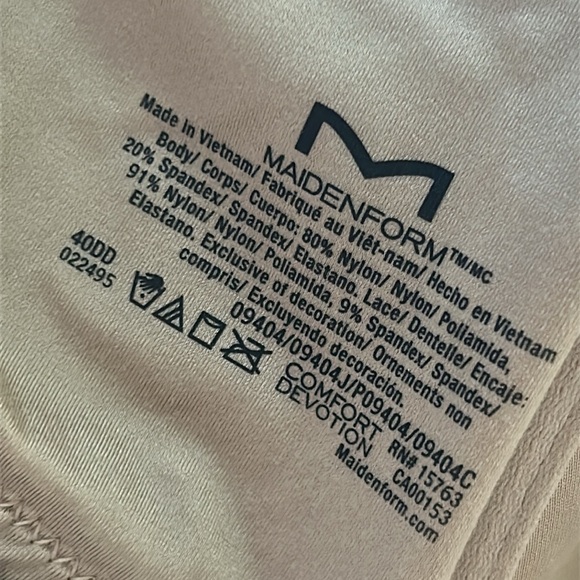 MAIDENFORM™/MC
Made in Vietnam/ Fabriqué au Viêt-nam/ Hecho en Vietnam
Body/ Corps/ Cuerpo: 80% Nylon/ Nylon/ Poliamida,
20% Spandex/ Spandex/ Elastano. Lace/ Dentelle/ Encaje:
91% Nylon/ Nylon/ Poliamida, 9% Spandex/ Spandex/
Elastano. Exclusive of decoration/ Ornements non
compris/ Excluyendo decoración.
09404/09404J/P09404/09404C
40DD
022495
COMFORT
DEVOTION
RN# 15763
CA00153
Maidenform.com